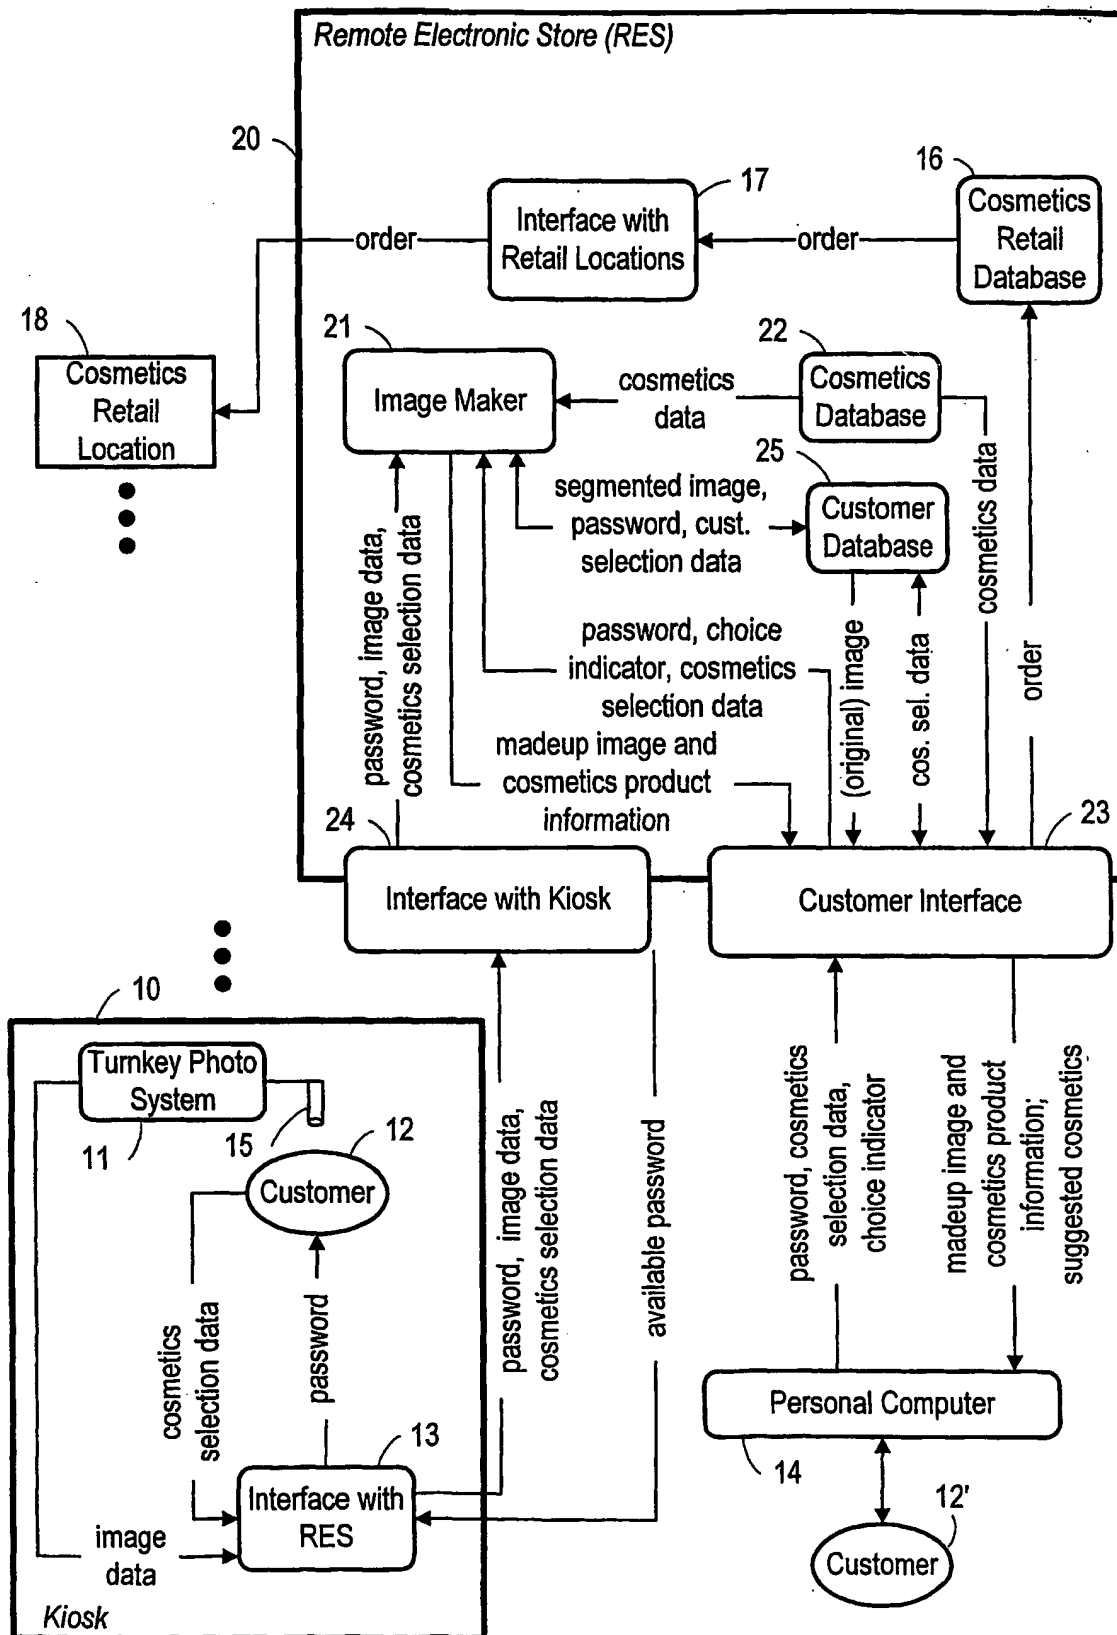 Remote Electronic Store (RES)
20
17
16
Interface with
Retail Locations
Cosmetics
Retail
Database
order
order
18
Cosmetics
Retail
Location
21
Image Maker
cosmetics
data
22
Cosmetics
Database
25
Customer
Database
segmented image,
password, cust.
selection data
password, image data,
cosmetics selection data
password, choice
indicator, cosmetics
selection data
madeup image and
cosmetics product
information
(original) image
cos. sel. data
cosmetics data
order
24
Interface with Kiosk
23
Customer Interface
10
Turnkey Photo
System
11
15
12
Customer
cosmetics
selection data
password
13
Interface with
RES
image
data
Kiosk
password, image data,
cosmetics selection data
available password
password, cosmetics
selection data,
choice indicator
madeup image and
cosmetics product
information;
suggested cosmetics
Personal Computer
14
12'
Customer